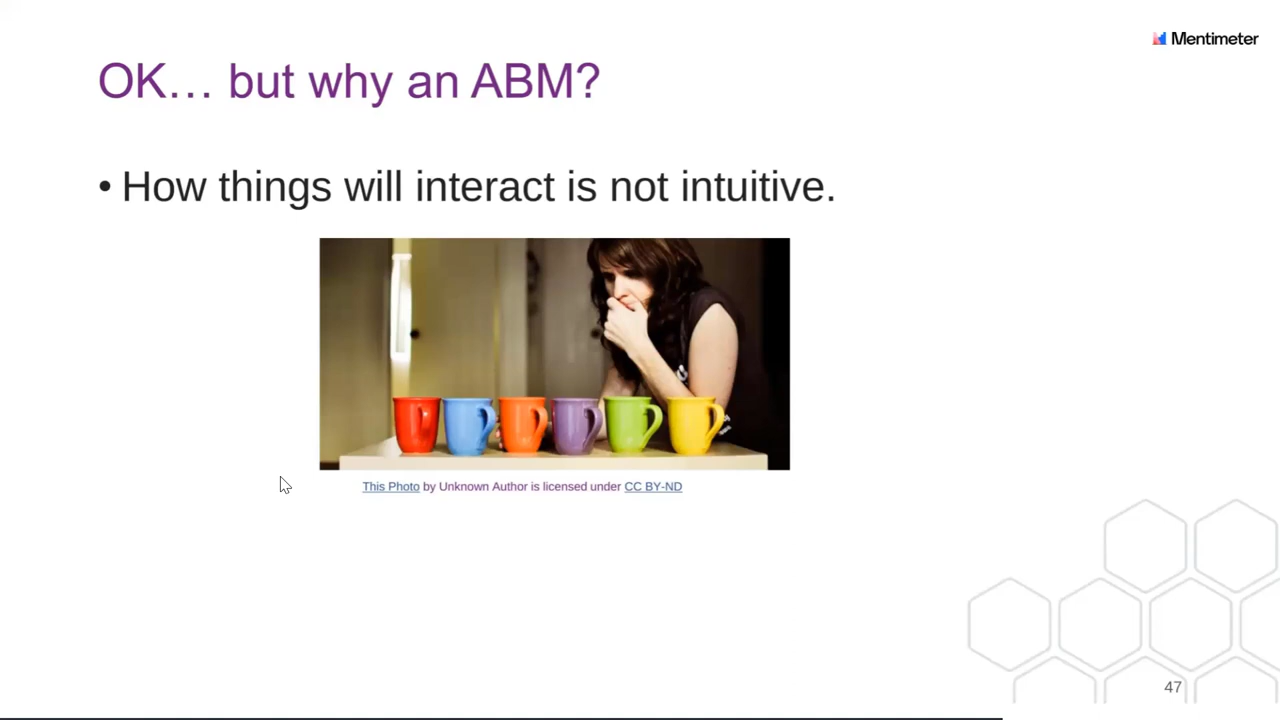 Mentimeter
OK… but why an ABM?
• How things will interact is not intuitive.
This Photo by Unknown Author is licensed under CC BY-ND
47